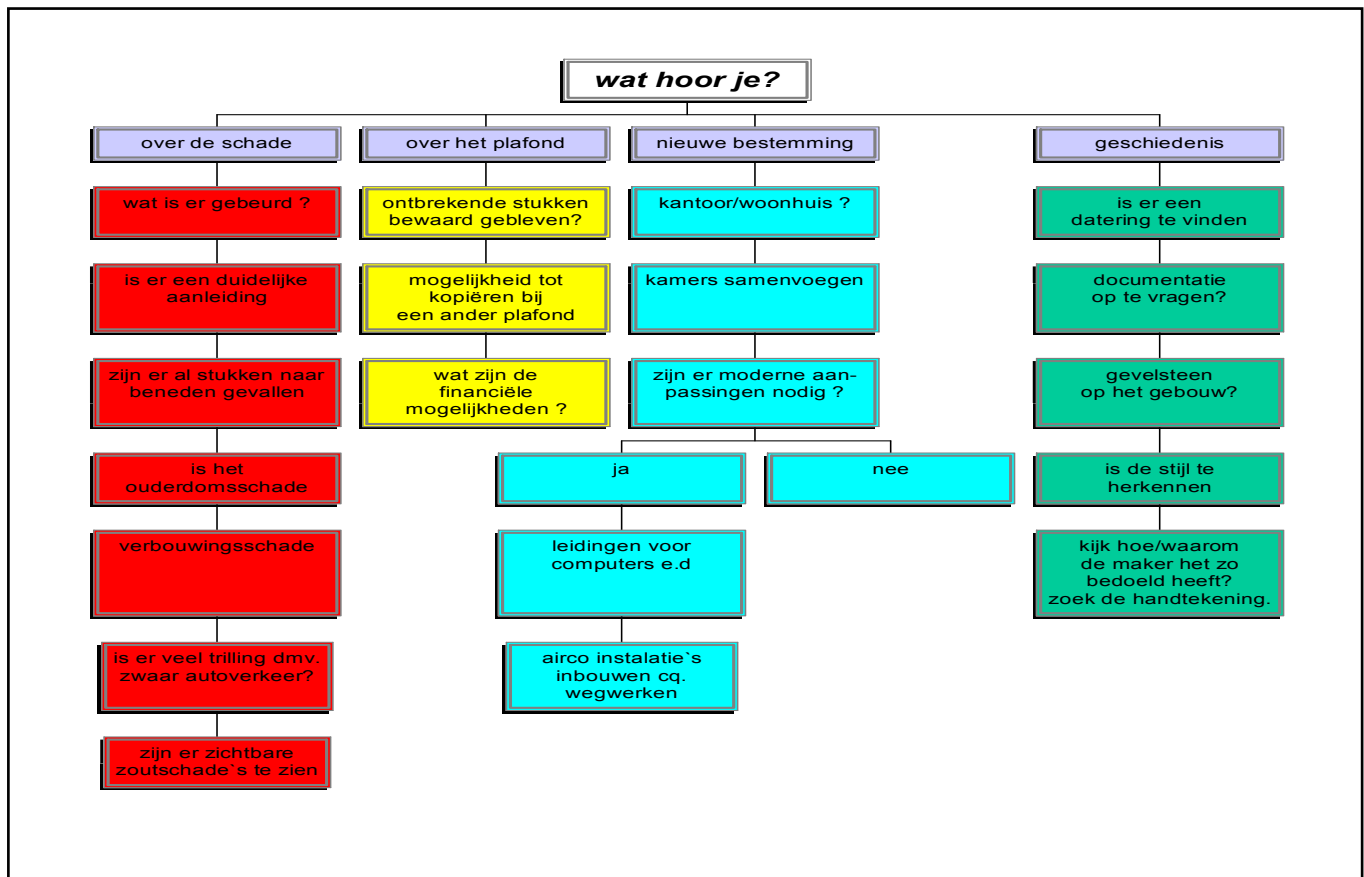 wat hoor je?
over de schade
wat is er gebeurd ?
is er een duidelijke
aanleiding
zijn er al stukken naar
beneden gevallen
is het
ouderdomsschade
verbouwingsschade
is er veel trilling dmv.
zwaar autoverkeer?
zijn er zichtbare
zoutschade`s te zien
over het plafond
ontbrekende stukken
bewaard gebleven?
mogelijkheid tot
kopiëren bij
een ander plafond
wat zijn de
financiële
mogelijkheden ?
nieuwe bestemming
kantoor/woonhuis ?
kamers samenvoegen
zijn er moderne aan-
passingen nodig ?
ja
leidingen voor
computers e.d
airco instalatie`s
inbouwen cq.
wegwerken
nee
geschiedenis
is er een
datering te vinden
documentatie
op te vragen?
gevelsteen
op het gebouw?
is de stijl te
herkennen
kijk hoe/waarom
de maker het zo
bedoeld heeft?
zoek de handtekening.